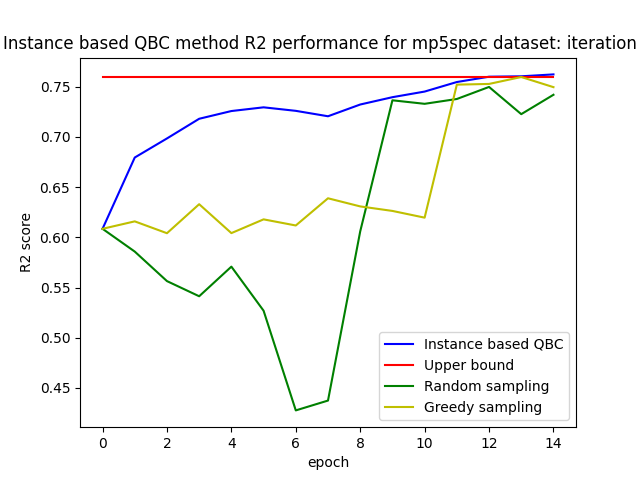 Instance based QBC method R2 performance for mp5spec dataset: iteration
0.75
0.70
0.65
0.60
0.55
0.50
0.45
R2 score
Instance based QBC
Upper bound
Random sampling
Greedy sampling
0 2 4 6 8 10 12 14
epoch